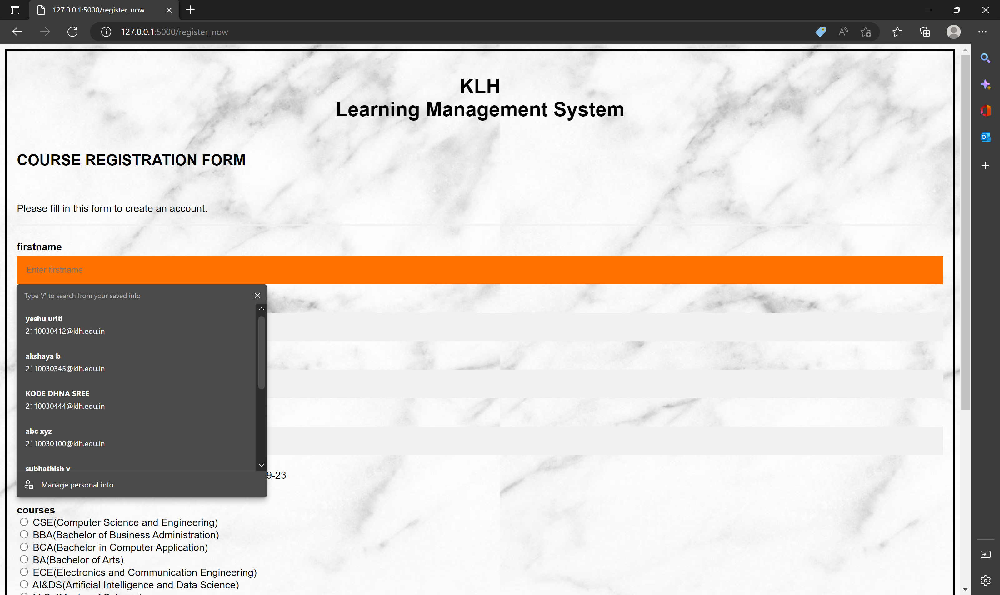 127.0.0.1:5000/register_now
127.0.0.1:5000/register_now
KLH
Learning Management System
COURSE REGISTRATION FORM
Please fill in this form to create an account.
firstname
Enter firstname
Type '/' to search from your saved info
yeshu uriti
2110030412@klh.edu.in
akshaya b
2110030345@klh.edu.in
KODE DHNA SREE
2110030444@klh.edu.in
abc xyz
2110030100@klh.edu.in
subhathish v
9-23
Manage personal info
courses
CSE(Computer Science and Engineering)
BBA(Bachelor of Business Administration)
BCA(Bachelor in Computer Application)
BA(Bachelor of Arts)
ECE(Electronics and Communication Engineering)
AI&DS(Artificial Intelligence and Data Science)